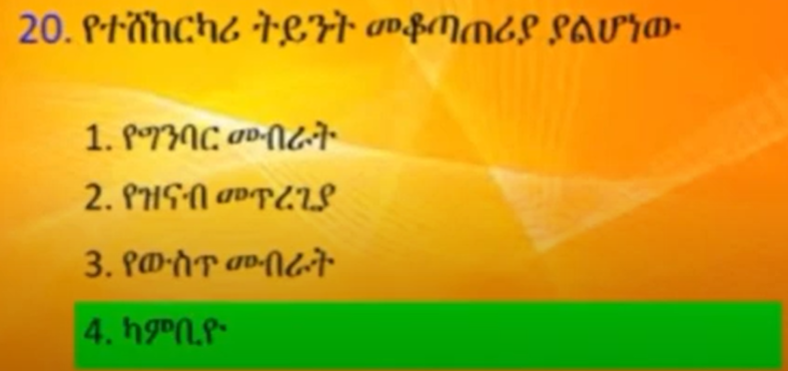 20. የተሽከርካሪ ትይንት መቆጣጠሪያ ያልሆነው
1. የግንባር መብራት
2. የዝናብ መጥረጊያ
3. የውስጥ መብራት
4. ካምቢዮ